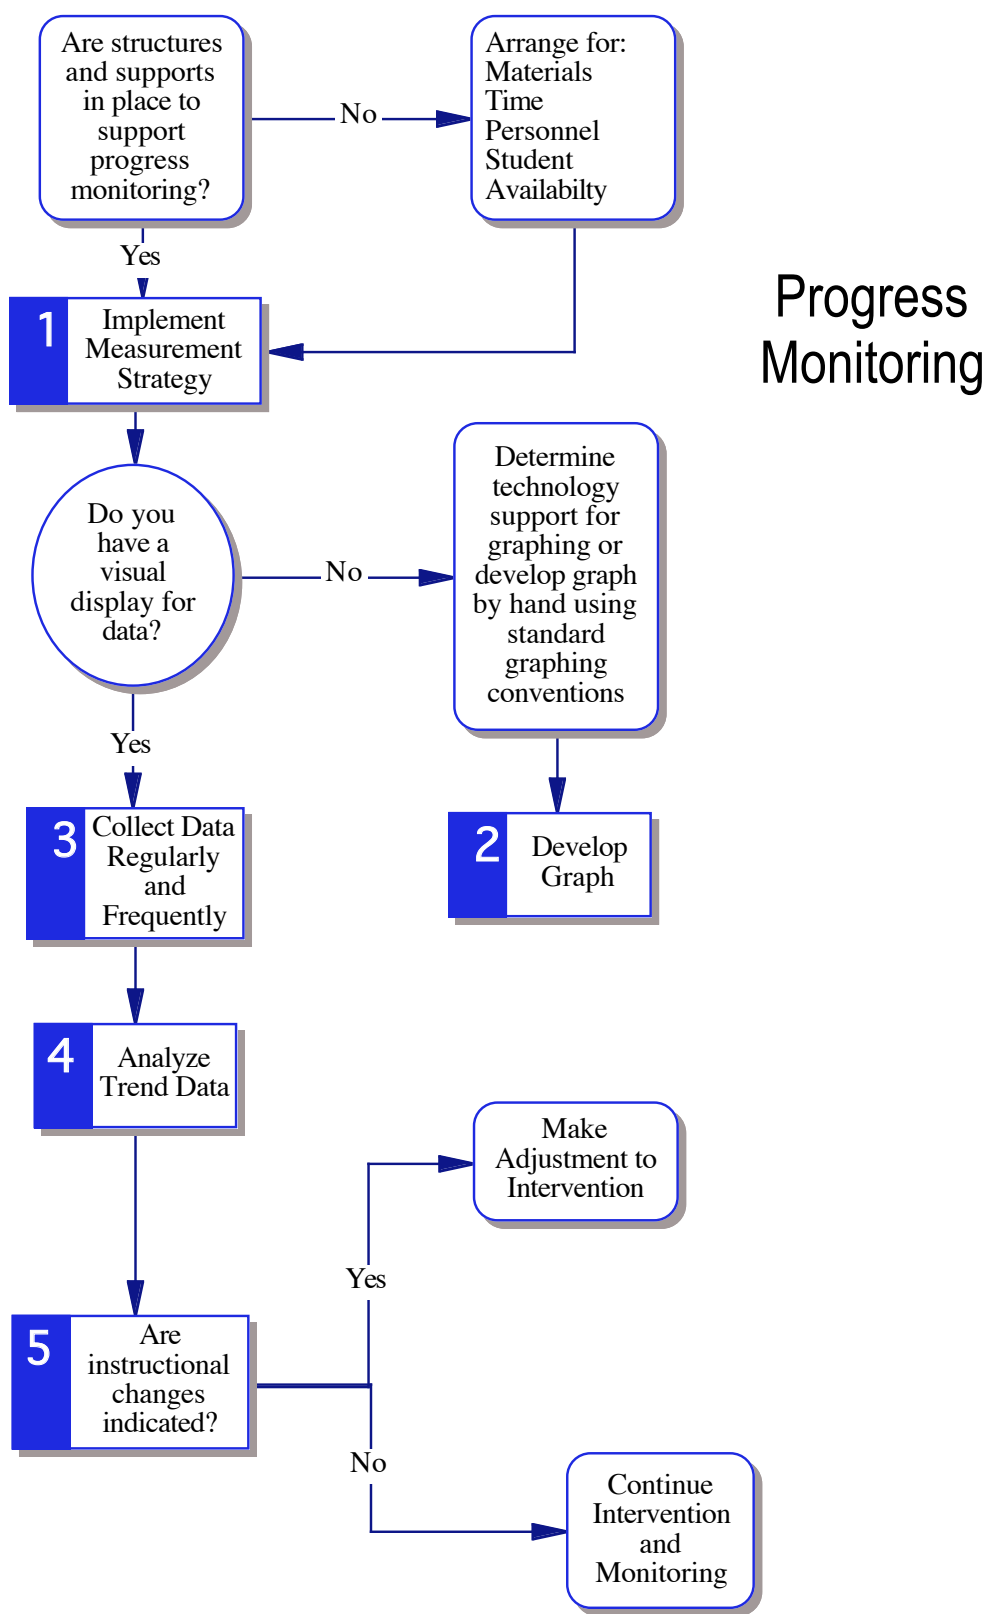 Are structures
and supports
in place to
support
progress
monitoring?
No
Arrange for:
Materials
Time
Personnel
Student
Availabilty
Yes
Progress
Monitoring
1
Implement
Measurement
Strategy
Do you
have a
visual
display for
data?
No
Determine
technology
support for
graphing or
develop graph
by hand using
standard
graphing
conventions
Yes
3
Collect Data
Regularly
and
Frequently
2
Develop
Graph
4
Analyze
Trend Data
Make
Adjustment to
Intervention
Yes
5
Are
instructional
changes
indicated?
No
Continue
Intervention
and
Monitoring